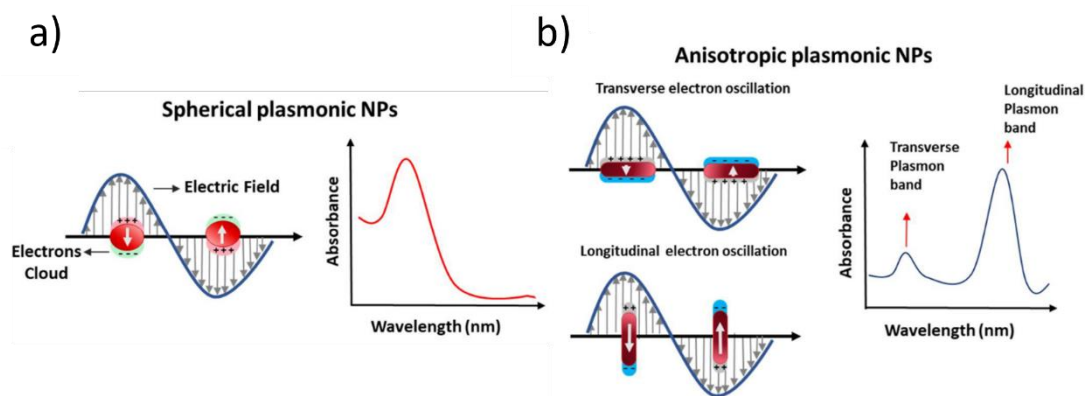 a)
Spherical plasmonic NPs
Electric Field
+++
- -
- -
+++
Electrons
Cloud
Absorbance
Wavelength (nm)
b)
Anisotropic plasmonic NPs
Transverse electron oscillation
++++
- - - -
- - - -
++++
Longitudinal electron oscillation
++
- -
- -
++
Absorbance
Transverse
Plasmon
band
Longitudinal
Plasmon
band
Wavelength (nm)